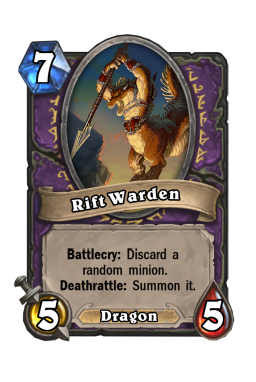 7
Rift Warden
Battlecry: Discard a
random minion.
Deathrattle: Summon it.
5
Dragon
5